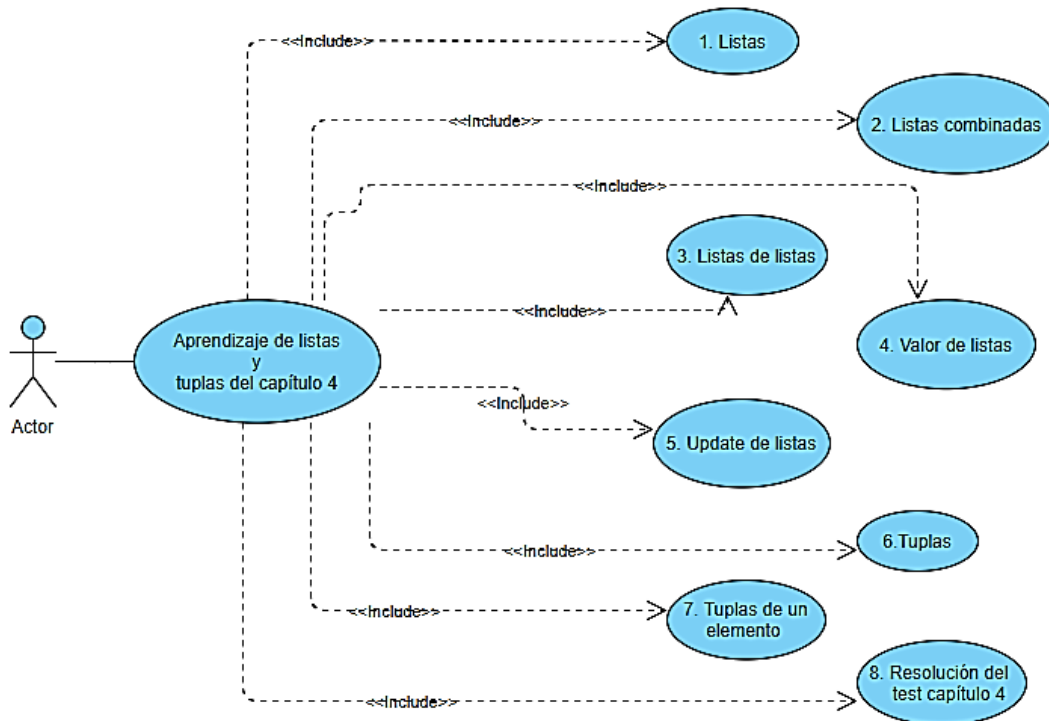 <<Include>>
1. Listas
<<Include>>
2. Listas combinadas
<<Include>>
3. Listas de listas
<<Include>>
4. Valor de listas
Aprendizaje de listas
y
tuplas del capítulo 4
Actor
<<Include>>
5. Update de listas
<<Include>>
6.Tuplas
<<Include>>
7. Tuplas de un
elemento
<<Include>>
8. Resolución del
test capítulo 4